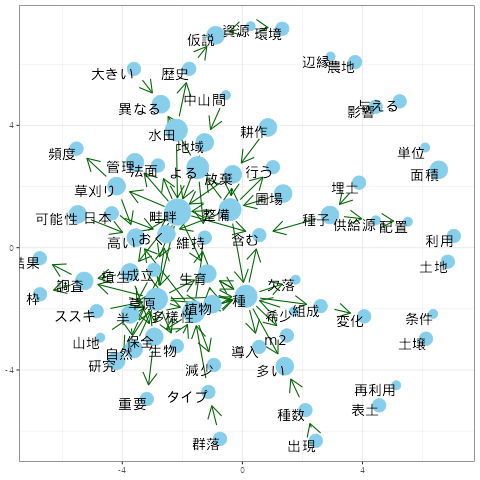 仮説
資源
環境
大きい
歴史
辺縁
農地
異なる
中山間
与える
影響
水田
地域
耕作
頻度
管理
法面
よる
放棄
行う
単位
面積
草刈り
圃場
埋土
可能性
日本
畦畔
整備
種子
供給源
配置
高い
おく
維持
含む
利用
結果
植生
成立
生育
欠落
土地
枠
調査
草原
種
ススキ
半
多様性
植物
希少
組成
変化
条件
山地
保全
m2
土壌
自然
生物
導入
研究
減少
多い
重要
タイプ
再利用
表土
種数
群落
出現
4
0
-4
-4
0
4